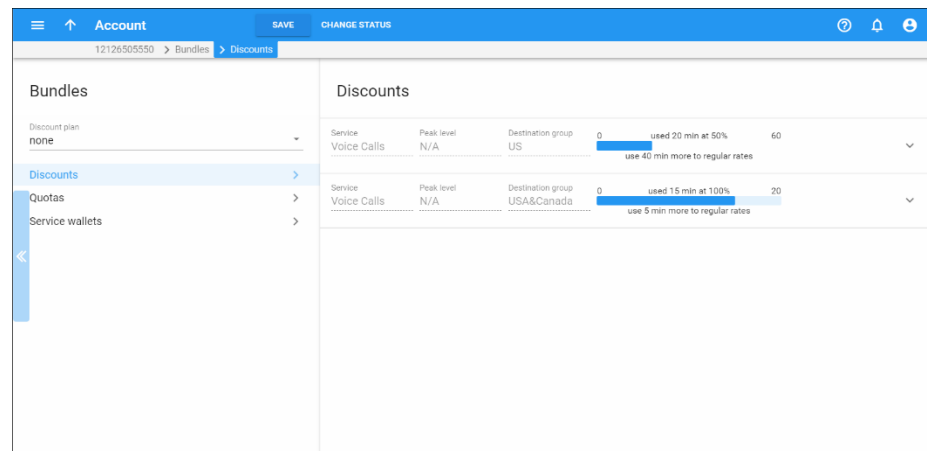 Account SAVE CHANGE STATUS
12126505550 > Bundles > Discounts
Bundles
Discount plan
none
Discounts
Quotas
Service wallets
Discounts
Service Peak level Destination group
Voice Calls N/A US
0 used 20 min at 50% 60
use 40 min more to regular rates
Service Peak level Destination group
Voice Calls N/A USA&Canada
0 used 15 min at 100% 20
use 5 min more to regular rates